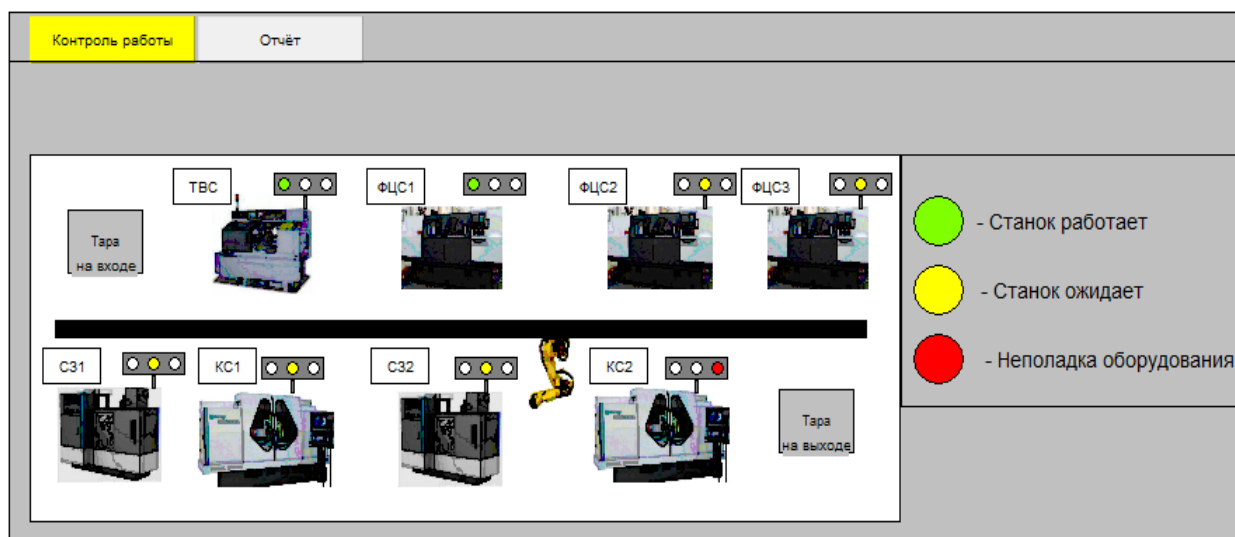 Контроль работы
Отчёт
ТВС
ФЦС1
ФЦС2
ФЦС3
Тара
на входе
- Станок работает
- Станок ожидает
- Неполадка оборудования
СЗ1
КС1
СЗ2
КС2
Тара
на выходе